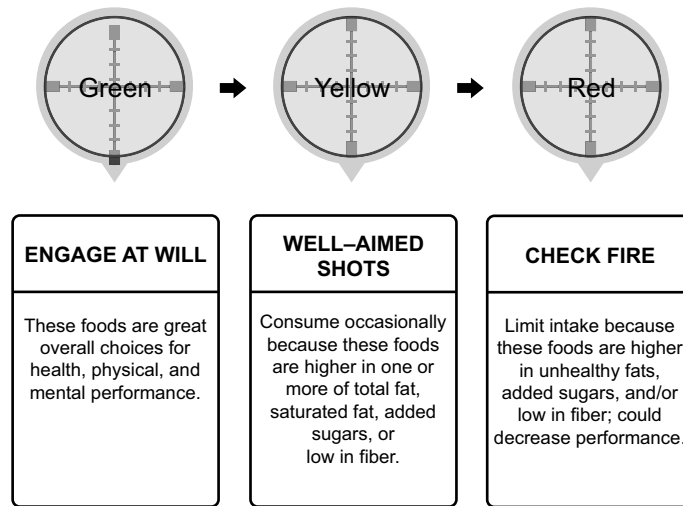 Green
Yellow
Red
ENGAGE AT WILL
These foods are great
overall choices for
health, physical, and
mental performance.
WELL–AIMED
SHOTS
Consume occasionally
because these foods
are higher in one or
more of total fat,
saturated fat, added
sugars, or
low in fiber.
CHECK FIRE
Limit intake because
these foods are higher
in unhealthy fats,
added sugars, and/or
low in fiber; could
decrease performance.